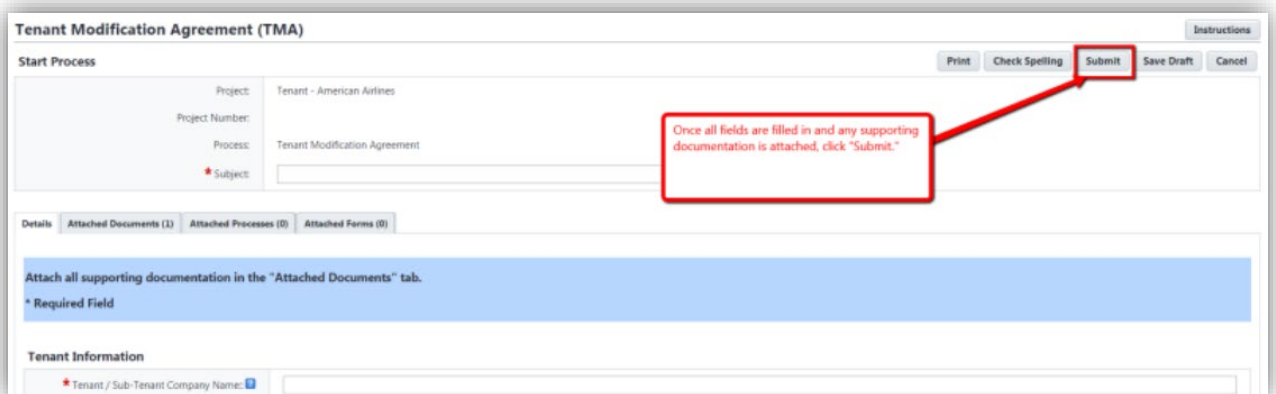 Tenant Modification Agreement (TMA)
Instructions
Start Process
Print Check Spelling Submit Save Draft Cancel
Project: Tenant - American Airlines
Project Number:
Process: Tenant Modification Agreement
* Subject:
Once all fields are filled in and any supporting
documentation is attached, click "Submit."
Details Attached Documents (1) Attached Processes (0) Attached Forms (0)
Attach all supporting documentation in the "Attached Documents" tab.
* Required Field
Tenant Information
* Tenant / Sub-Tenant Company Name: ?